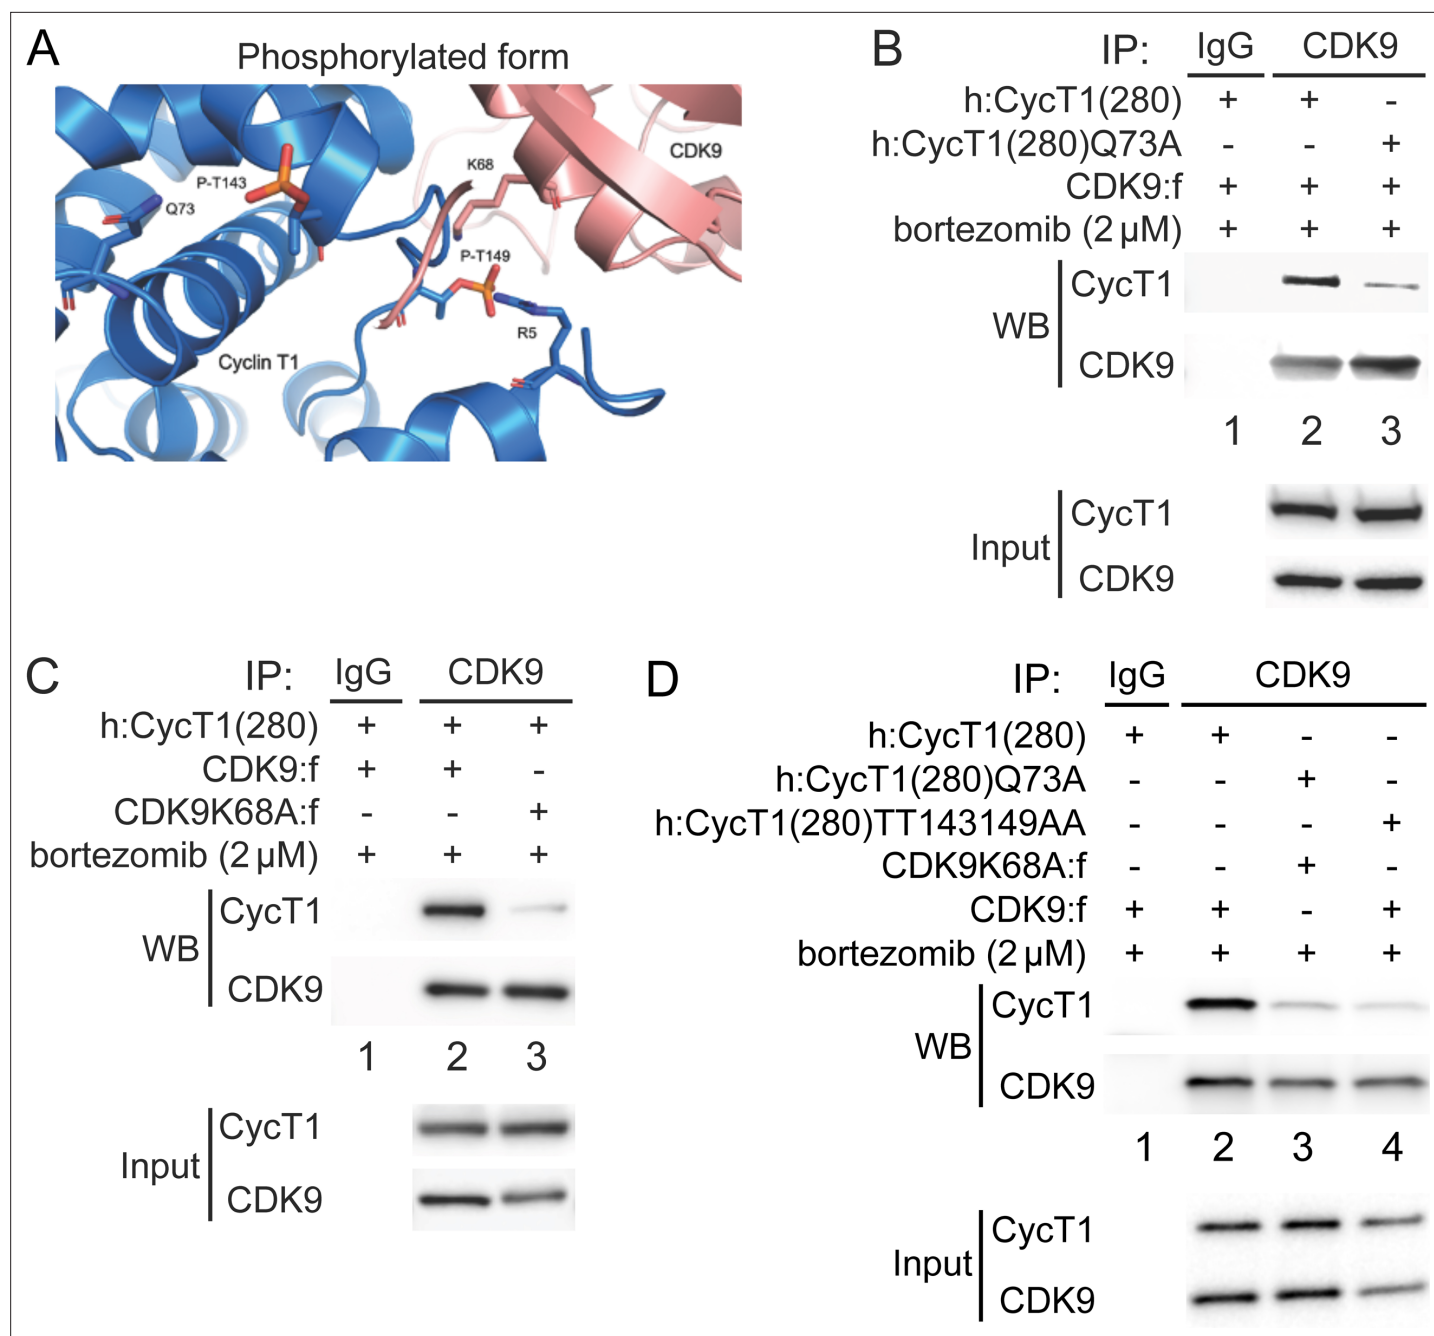 A
Phosphorylated form
CDK9
K68
P-T143
Q73
P-T149
R5
Cyclin T1
B
IP: IgG CDK9
h:CycT1(280) + + -
h:CycT1(280)Q73A - - +
CDK9:f + + +
bortezomib (2 µM) + + +
CycT1
WB
CDK9
1 2 3
CycT1
Input
CDK9
C
IP: IgG CDK9
h:CycT1(280) + + +
CDK9:f + + -
CDK9K68A:f - - +
bortezomib (2 µM) + + +
CycT1
WB
CDK9
1 2 3
CycT1
Input
CDK9
D
IP: IgG CDK9
h:CycT1(280) + + - -
h:CycT1(280)Q73A - - + -
h:CycT1(280)TT143149AA - - - +
CDK9K68A:f - - + -
CDK9:f + + - +
bortezomib (2 µM) + + + +
CycT1
WB
CDK9
1 2 3 4
CycT1
Input
CDK9